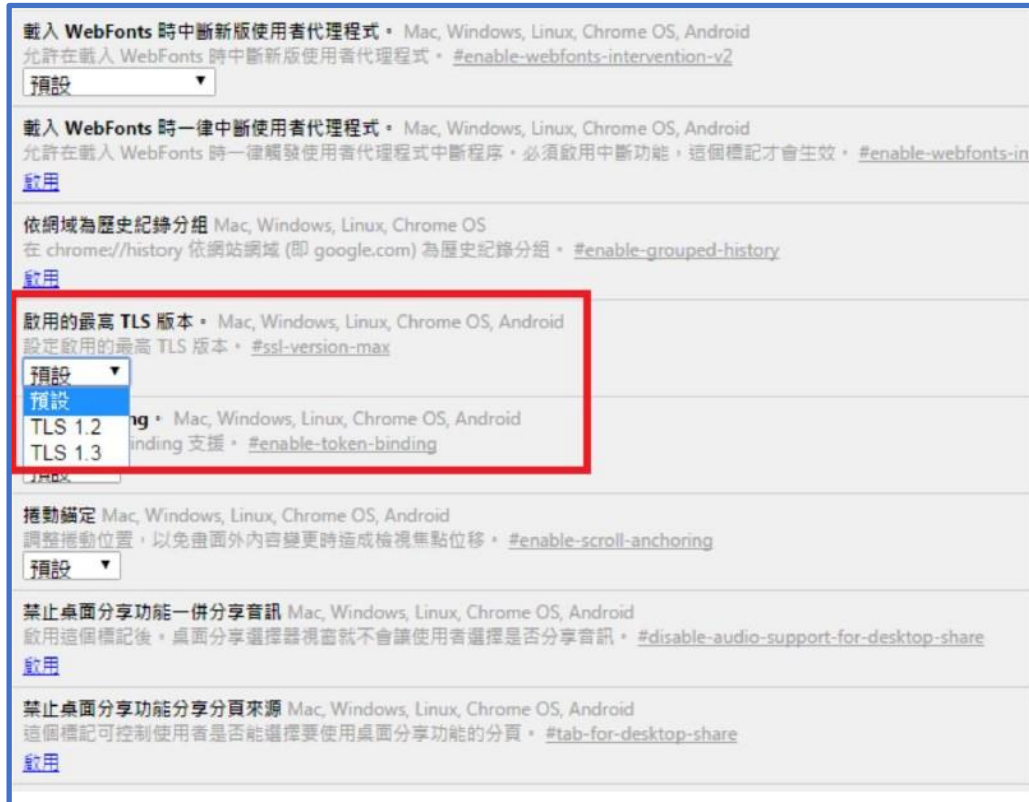 載入 WebFonts 時中斷新版使用者代理程式。 Mac, Windows, Linux, Chrome OS, Android
允許在載入 WebFonts 時中斷新版使用者代理程式。 #enable-webfonts-intervention-v2
預設
載入 WebFonts 時一律中斷使用者代理程式。 Mac, Windows, Linux, Chrome OS, Android
允許在載入 WebFonts 時一律觸發使用者代理程式中斷程序。必須啟用中斷功能，這個標記才會生效。 #enable-webfonts-in
啟用
依網域為歷史紀錄分組 Mac, Windows, Linux, Chrome OS
在 chrome://history 依網站網域 (即 google.com) 為歷史紀錄分組。 #enable-grouped-history
啟用
啟用的最高 TLS 版本。 Mac, Windows, Linux, Chrome OS, Android
設定啟用的最高 TLS 版本。 #ssl-version-max
預設
預設
TLS 1.2 ng。 Mac, Windows, Linux, Chrome OS, Android
TLS 1.3 inding 支援。 #enable-token-binding
預設
捲動錨定 Mac, Windows, Linux, Chrome OS, Android
調整捲動位置，以免畫面外內容變更時造成檢視焦點位移。 #enable-scroll-anchoring
預設
禁止桌面分享功能一併分享音訊 Mac, Windows, Linux, Chrome OS, Android
啟用這個標記後，桌面分享選擇器視窗就不會讓使用者選擇是否分享音訊。 #disable-audio-support-for-desktop-share
啟用
禁止桌面分享功能分享分頁來源 Mac, Windows, Linux, Chrome OS, Android
這個標記可控制使用者是否能選擇要使用桌面分享功能的分頁。 #tab-for-desktop-share
啟用